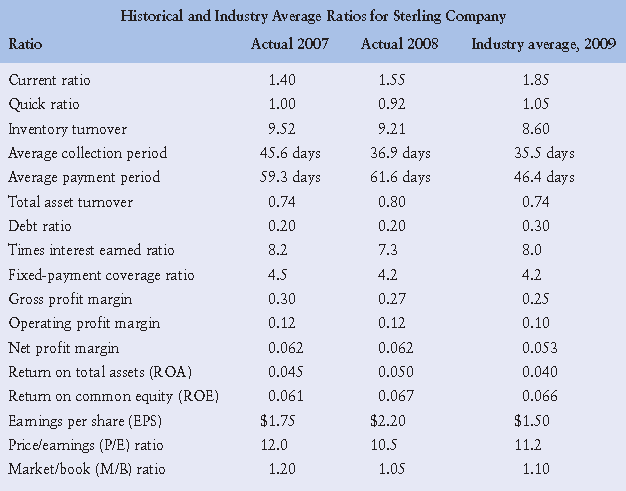 Historical and Industry Average Ratios for Sterling Company
Ratio Actual 2007 Actual 2008 Industry average, 2009
Current ratio 1.40 1.55 1.85
Quick ratio 1.00 0.92 1.05
Inventory turnover 9.52 9.21 8.60
Average collection period 45.6 days 36.9 days 35.5 days
Average payment period 59.3 days 61.6 days 46.4 days
Total asset turnover 0.74 0.80 0.74
Debt ratio 0.20 0.20 0.30
Times interest earned ratio 8.2 7.3 8.0
Fixed-payment coverage ratio 4.5 4.2 4.2
Gross profit margin 0.30 0.27 0.25
Operating profit margin 0.12 0.12 0.10
Net profit margin 0.062 0.062 0.053
Return on total assets (ROA) 0.045 0.050 0.040
Return on common equity (ROE) 0.061 0.067 0.066
Earnings per share (EPS) $1.75 $2.20 $1.50
Price/earnings (P/E) ratio 12.0 10.5 11.2
Market/book (M/B) ratio 1.20 1.05 1.10